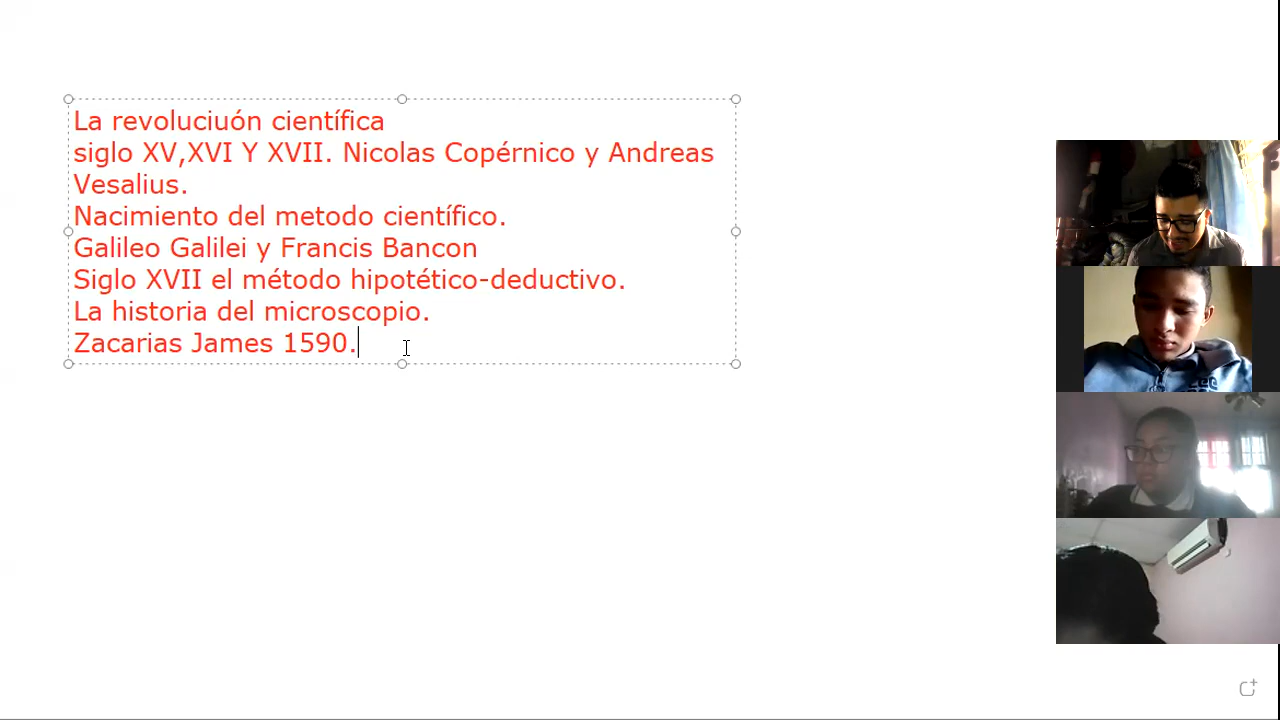 La revoluciuón científica
siglo XV,XVI Y XVII. Nicolas Copérnico y Andreas
Vesalius.
Nacimiento del metodo científico.
Galileo Galilei y Francis Bancon
Siglo XVII el método hipotético-deductivo.
La historia del microscopio.
Zacarias James 1590.